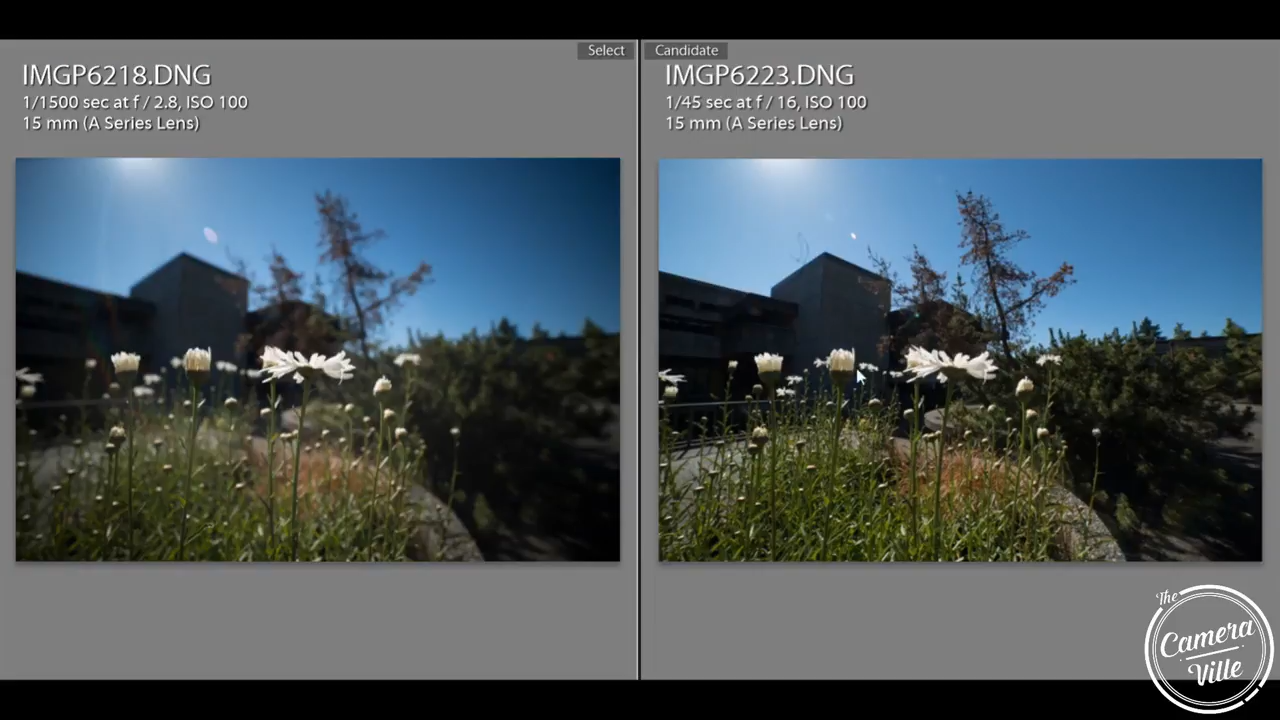 Select
IMGP6218.DNG
1/1500 sec at f / 2.8, ISO 100
15 mm (A Series Lens)
Candidate
IMGP6223.DNG
1/45 sec at f / 16, ISO 100
15 mm (A Series Lens)
The
Camera
Ville